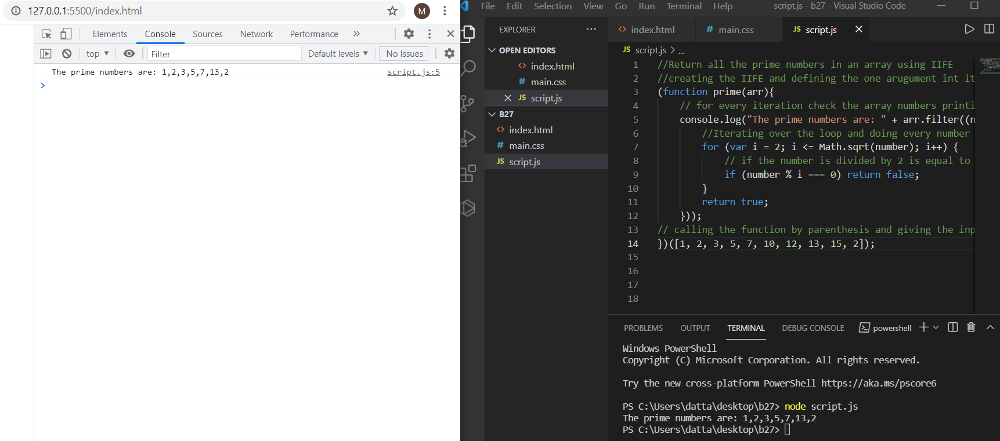 127.0.0.1:5500/index.html
M
Elements Console Sources Network Performance »
top ▼ Filter Default levels ▼ No Issues
The prime numbers are: 1,2,3,5,7,13,2 script.js:5
>
File Edit Selection View Go Run Terminal Help script.js - b27 - Visual Studio Code
EXPLORER ···
OPEN EDITORS
<> index.html
# main.css
JS script.js
B27
<> index.html
# main.css
JS script.js
<> index.html # main.css JS script.js
JS script.js > ...
1 //Return all the prime numbers in an array using IIFE
2 //creating the IIFE and defining the one arugument int it
3 (function prime(arr){
4 // for every iteration check the array numbers printi
5 console.log("The prime numbers are: " + arr.filter((n
6 //Iterating over the loop and doing every number
7 for (var i = 2; i <= Math.sqrt(number); i++) {
8 // if the number is divided by 2 is equal to
9 if (number % i === 0) return false;
10 }
11 return true;
12 }));
13 // calling the function by parenthesis and giving the inp
14 })([1, 2, 3, 5, 7, 10, 12, 13, 15, 2]);
15
16
17
18
PROBLEMS OUTPUT TERMINAL DEBUG CONSOLE powershell
Windows PowerShell
Copyright (C) Microsoft Corporation. All rights reserved.
Try the new cross-platform PowerShell https://aka.ms/pscore6
PS C:\Users\datta\desktop\b27> node script.js
The prime numbers are: 1,2,3,5,7,13,2
PS C:\Users\datta\desktop\b27>